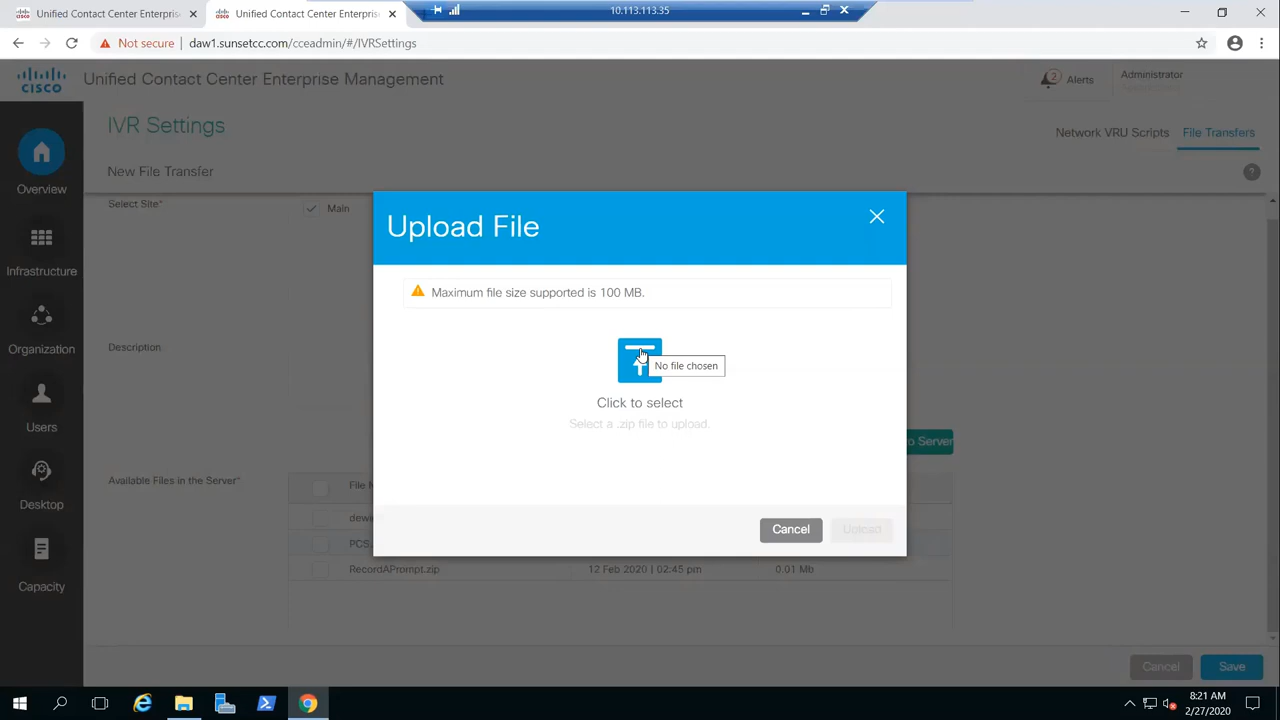 Unified Contact Center Enterpris
Unified Contact Center Enterpris
10.113.113.35
Not secure
daw1.sunsetcc.com/cceadmin/#/IVRSettings
CISCO
Unified Contact Center Enterprise Management
2
Alerts
Administrator
IVR Settings
Network VRU Scripts
File Transfers
New File Transfer
?
Overview
Infrastructure
Organization
Users
Desktop
Capacity
Select Site*
Main
Description
Available Files in the Server*
Upload File
Maximum file size supported is 100 MB.
No file chosen
Click to select
Select a .zip file to upload.
o Server
File N
dewi
PCS.
Cancel
Upload
RecordAPrompt.zip
12 Feb 2020 | 02:45 pm
0.01 Mb
Cancel
Save
8:21 AM
2/27/2020